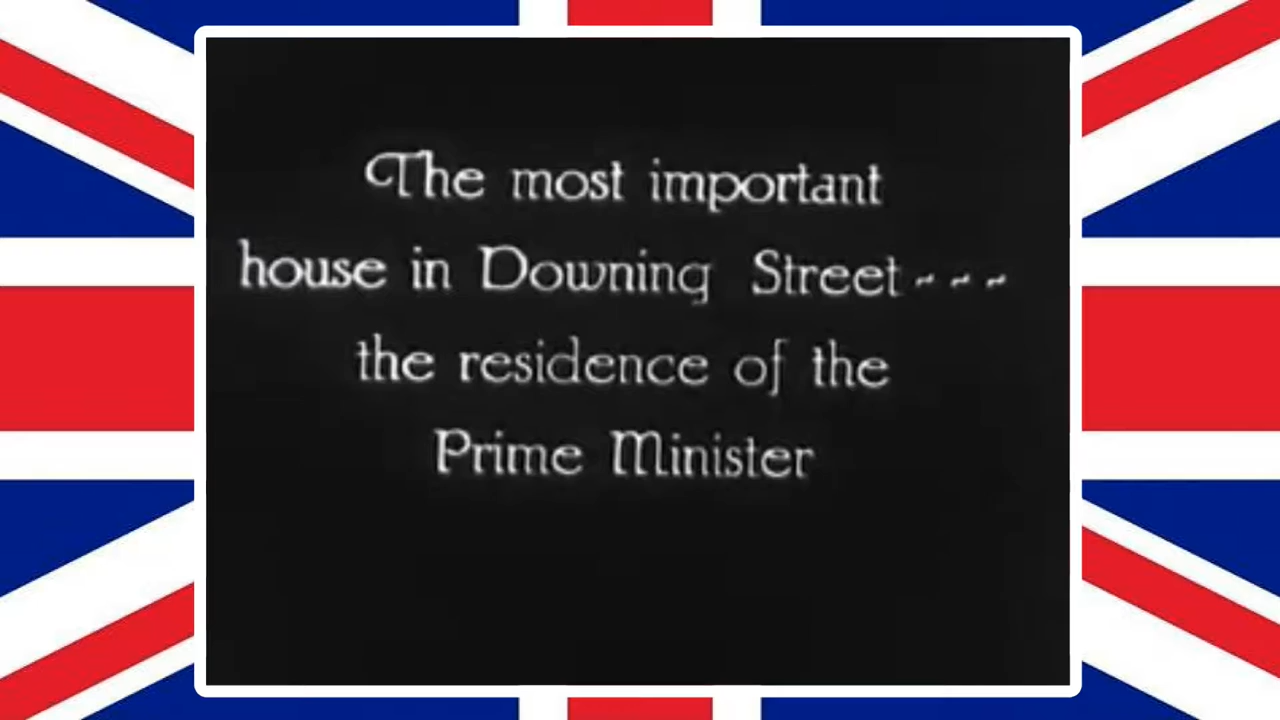 The most important
house in Downing Street - - -
the residence of the
Prime Minister